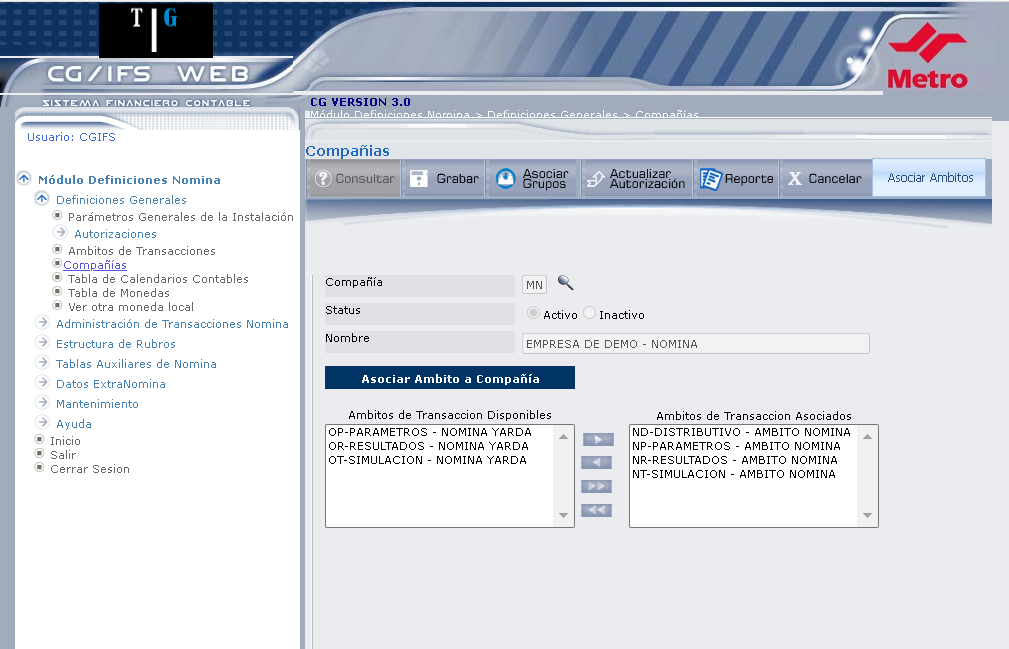 T|G
CG/IFS WEB
SISTEMA FINANCIERO CONTABLE
Metro
CG VERSION 3.0
Módulo Definiciones Nomina > Definiciones Generales > Compañías
Usuario: CGIFS
Compañias
Consultar
Grabar
Asociar Grupos
Actualizar Autorización
Reporte
Cancelar
Asociar Ambitos
Módulo Definiciones Nomina
Definiciones Generales
Parámetros Generales de la Instalación
Autorizaciones
Ambitos de Transacciones
Compañías
Tabla de Calendarios Contables
Tabla de Monedas
Ver otra moneda local
Administración de Transacciones Nomina
Estructura de Rubros
Tablas Auxiliares de Nomina
Datos ExtraNomina
Mantenimiento
Ayuda
Inicio
Salir
Cerrar Sesion
Compañía MN
Status Activo Inactivo
Nombre EMPRESA DE DEMO - NOMINA
Asociar Ambito a Compañía
Ambitos de Transaccion Disponibles
OP-PARAMETROS - NOMINA YARDA
OR-RESULTADOS - NOMINA YARDA
OT-SIMULACION - NOMINA YARDA
Ambitos de Transaccion Asociados
ND-DISTRIBUTIVO - AMBITO NOMINA
NP-PARAMETROS - AMBITO NOMINA
NR-RESULTADOS - AMBITO NOMINA
NT-SIMULACION - AMBITO NOMINA